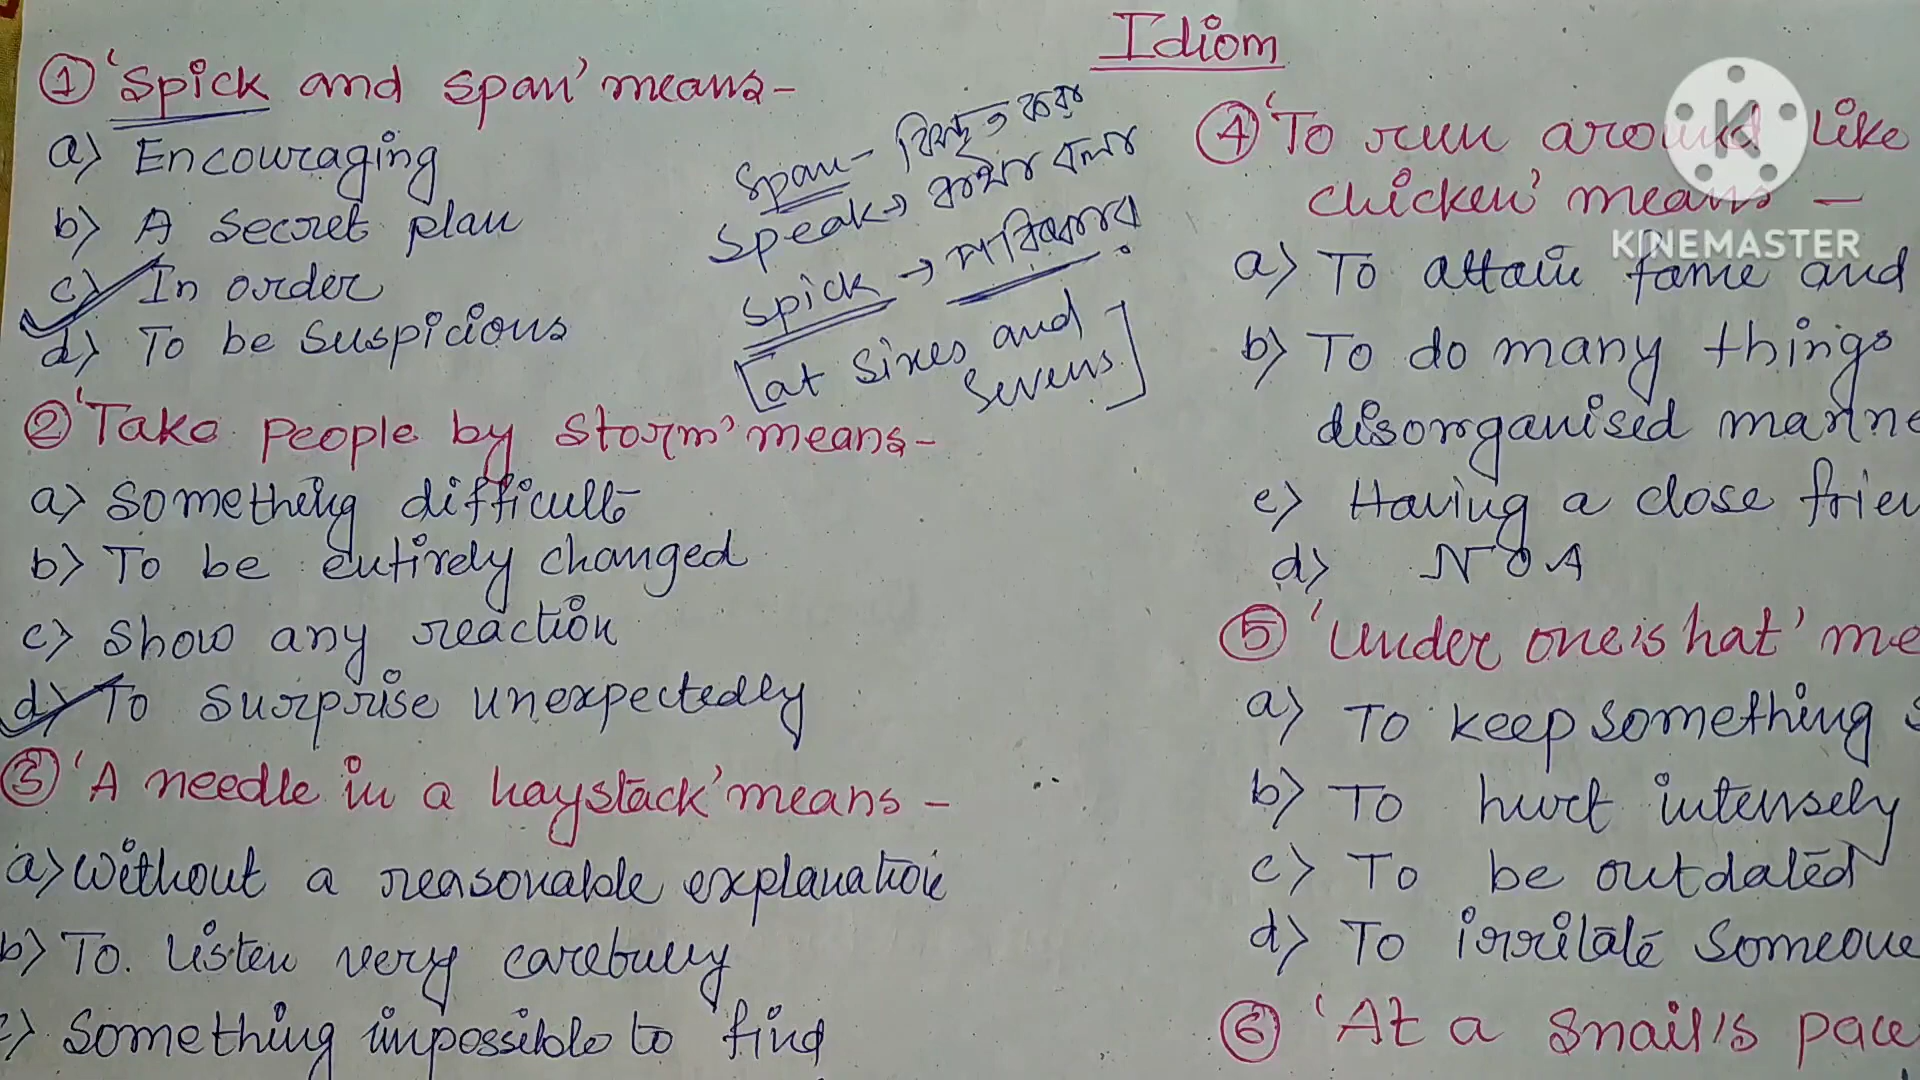 Idiom
① 'Spick and span' means-
a) Encouraging
b) A secret plan
c) In order
d) To be suspicious
Span - বিস্তৃত করা
Speak →
Spick →
[at sixes and
sevens]
② 'Take people by storm' means-
a) Something difficult
b) To be entirely changed
c) Show any reaction
d) To surprise unexpectedly
③ 'A needle in a haystack' means -
a) Without a reasonable explanation
b) To. listen very carefully
c) Something impossible to find
④ 'To run around like
chicken' means -
a) To attain fame and
b) To do many things
disorganised manne
c) Having a close frien
d) NOA
⑤ 'Under one's hat' me
a) To keep something s
b) To hurt intensely
c) To be outdated
d) To irritate someone
⑥ 'At a snail's pace
K
KINEMASTER